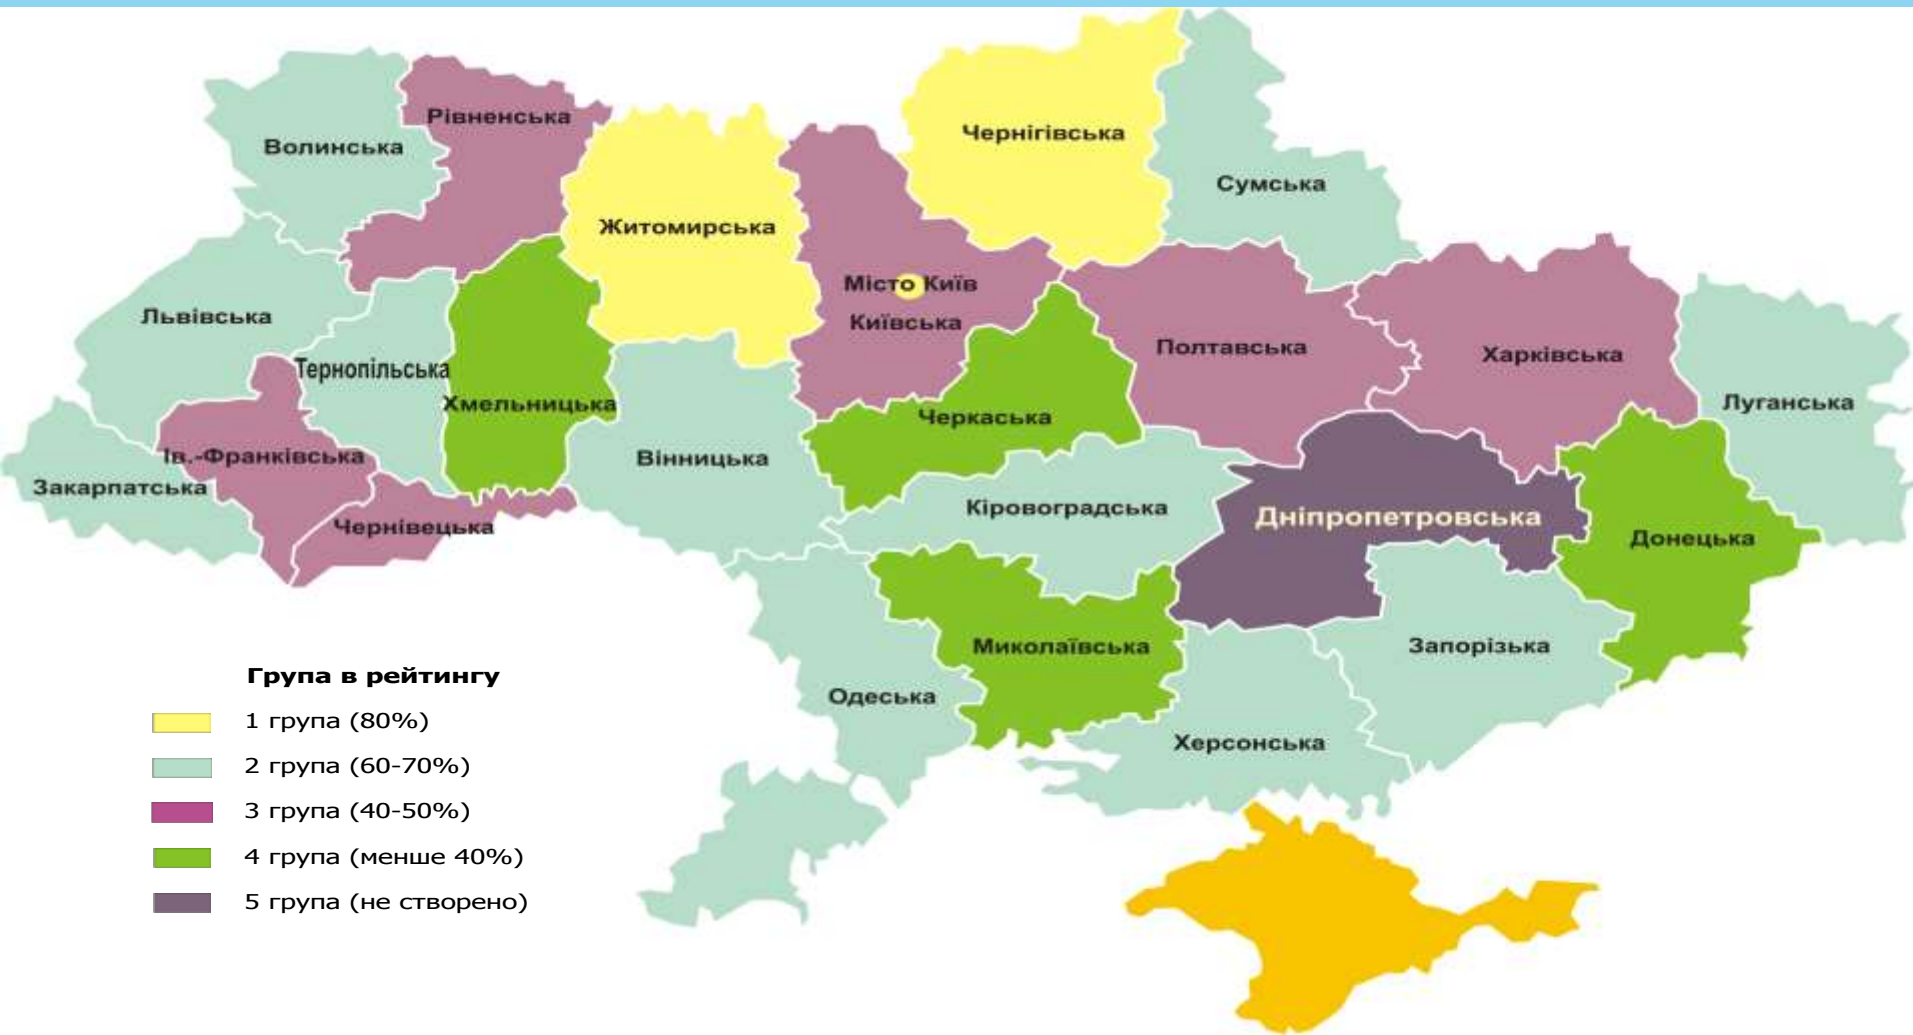 Рівненська
Волинська
Чернігівська
Сумська
Житомирська
Місто Київ
Київська
Львівська
Полтавська
Харківська
Тернопільська
Хмельницька
Черкаська
Луганська
Ів.-Франківська
Вінницька
Закарпатська
Чернівецька
Кіровоградська
Дніпропетровська
Донецька
Миколаївська
Запорізька
Одеська
Херсонська
Група в рейтингу
1 група (80%)
2 група (60-70%)
3 група (40-50%)
4 група (менше 40%)
5 група (не створено)